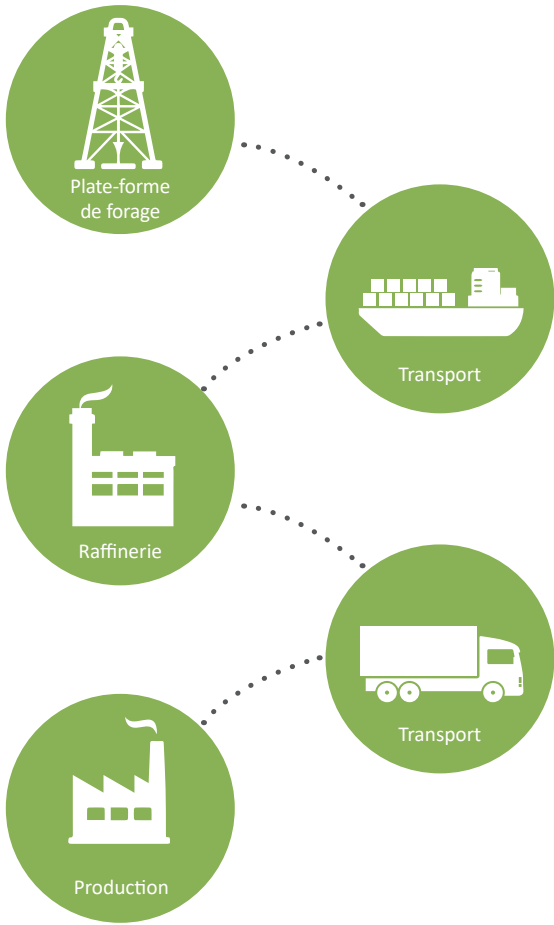 Plate-forme
de forage
Transport
Raffinerie
Transport
Production